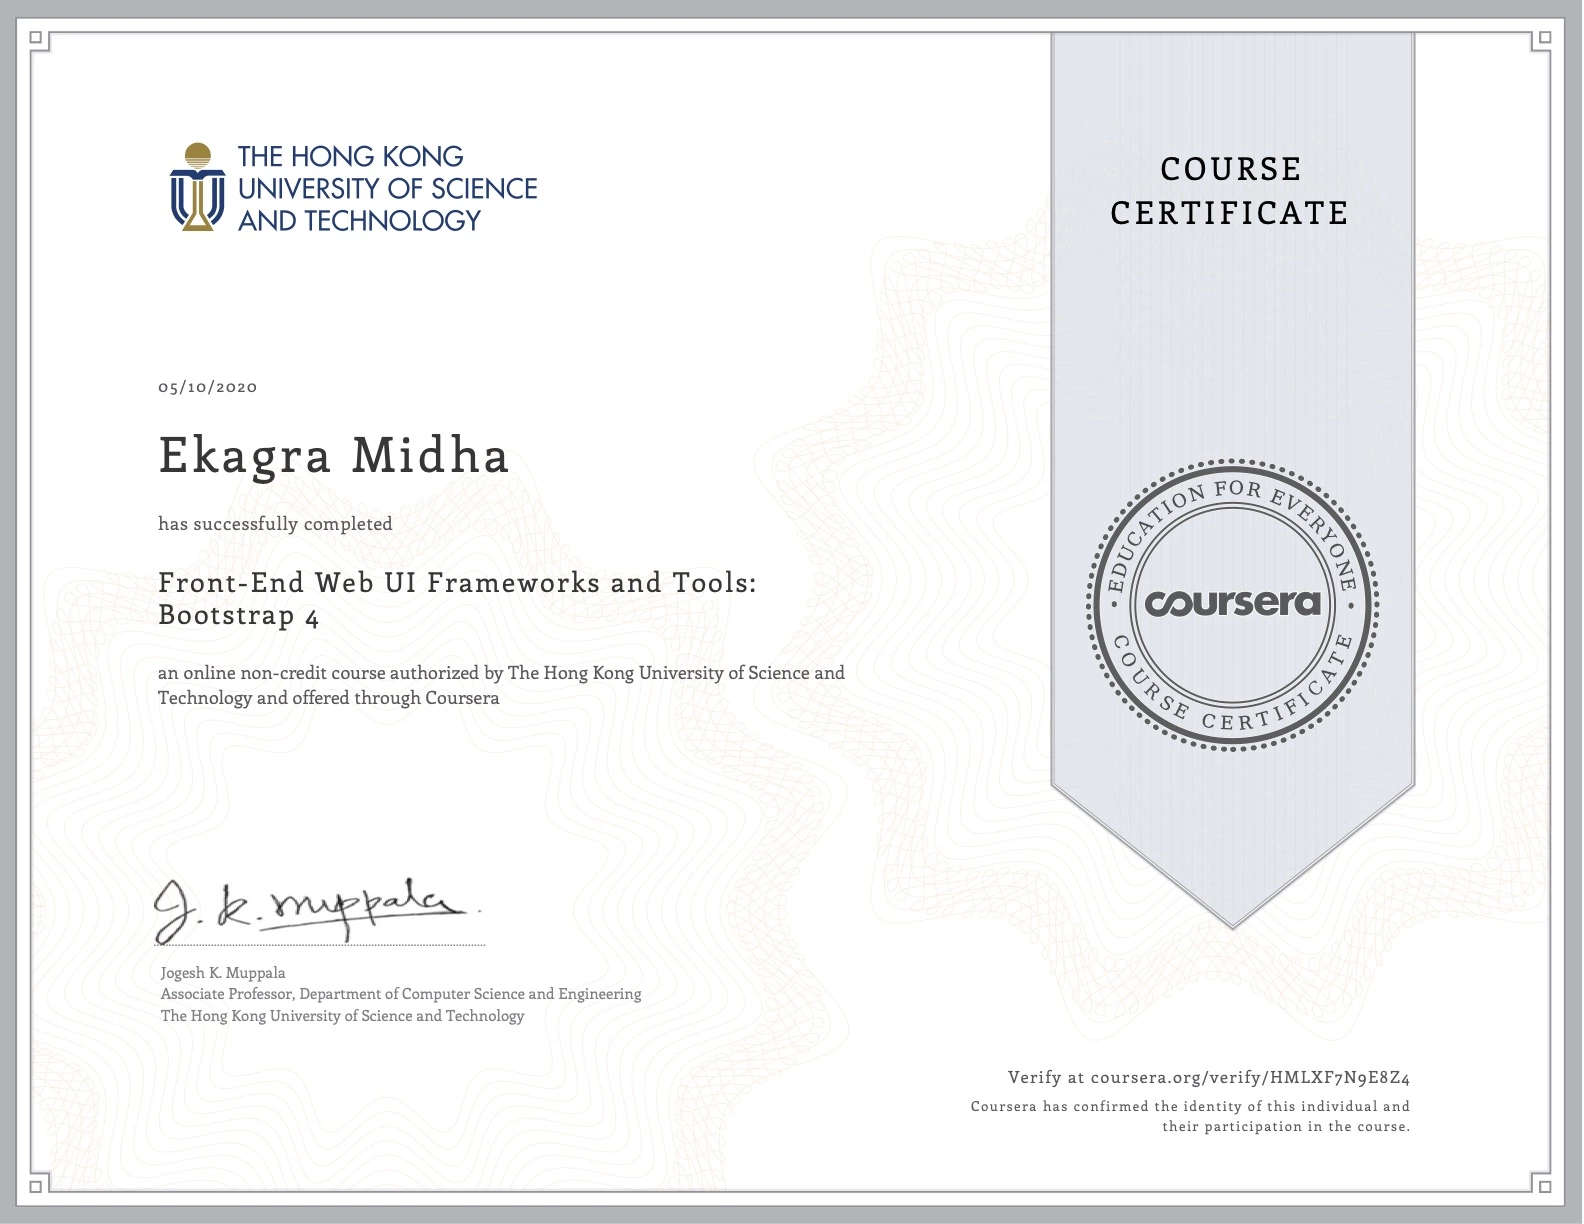 THE HONG KONG
UNIVERSITY OF SCIENCE
AND TECHNOLOGY
COURSE
CERTIFICATE
05/10/2020
Ekagra Midha
has successfully completed
Front-End Web UI Frameworks and Tools:
Bootstrap 4
an online non-credit course authorized by The Hong Kong University of Science and
Technology and offered through Coursera
EDUCATION FOR EVERYONE
coursera
COURSE CERTIFICATE
J. K. Muppala
Jogesh K. Muppala
Associate Professor, Department of Computer Science and Engineering
The Hong Kong University of Science and Technology
Verify at coursera.org/verify/HMLXF7N9E8Z4
Coursera has confirmed the identity of this individual and
their participation in the course.